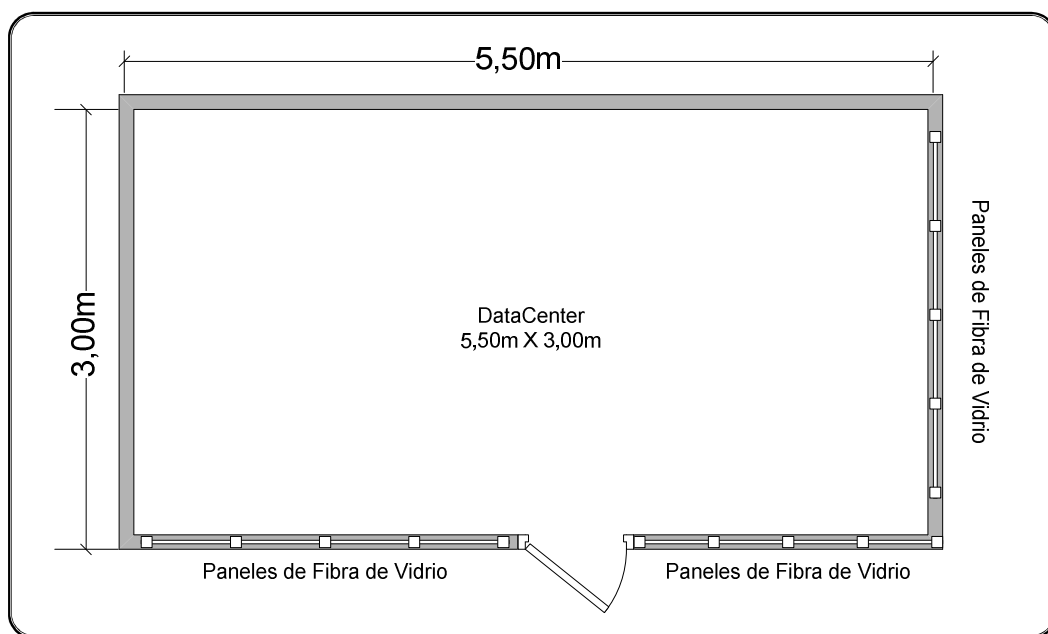 5,50m
3,00m
DataCenter
5,50m X 3,00m
Paneles de Fibra de Vidrio
Paneles de Fibra de Vidrio
Paneles de Fibra de Vidrio